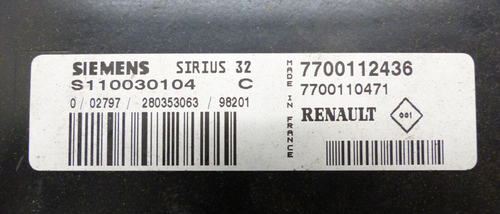 SIEMENS SIRIUS 32
S110030104 C
0 / 02797 / 280353063 / 98201
MADE IN FRANCE
7700112436
7700110471
RENAULT 001